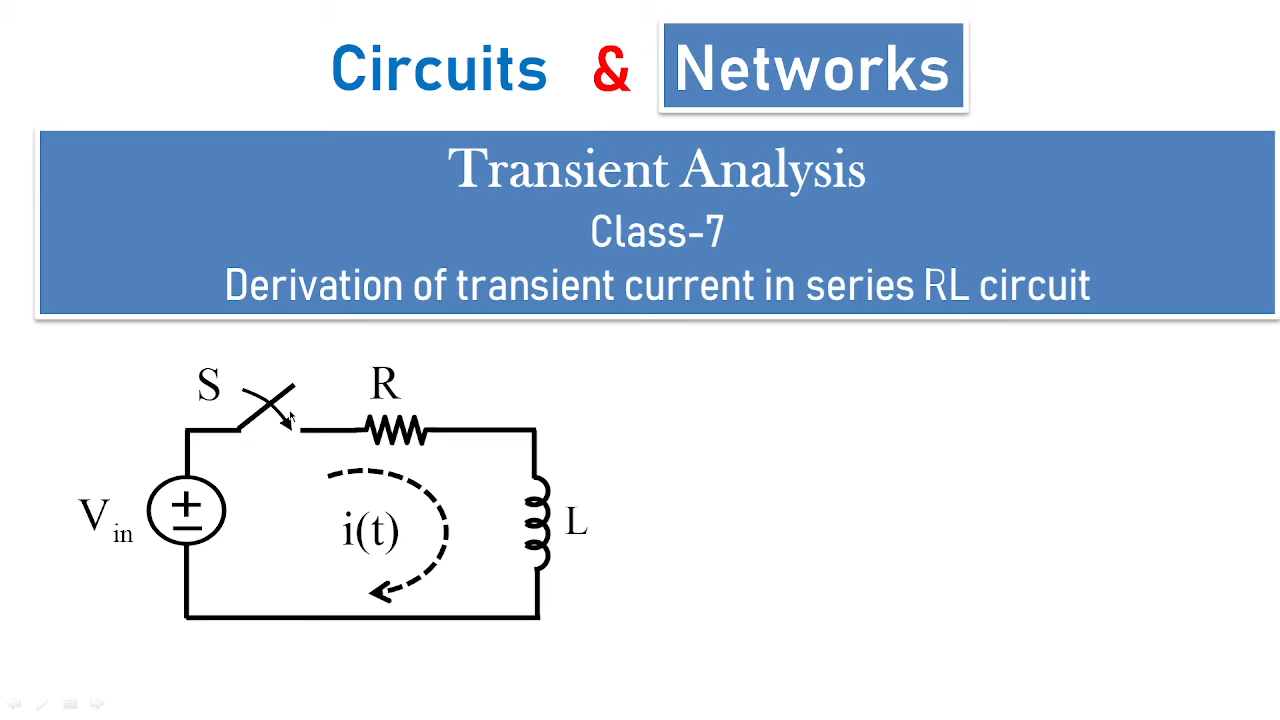 Circuits & Networks
Transient Analysis
Class-7
Derivation of transient current in series RL circuit
S
R
V in
i(t)
L